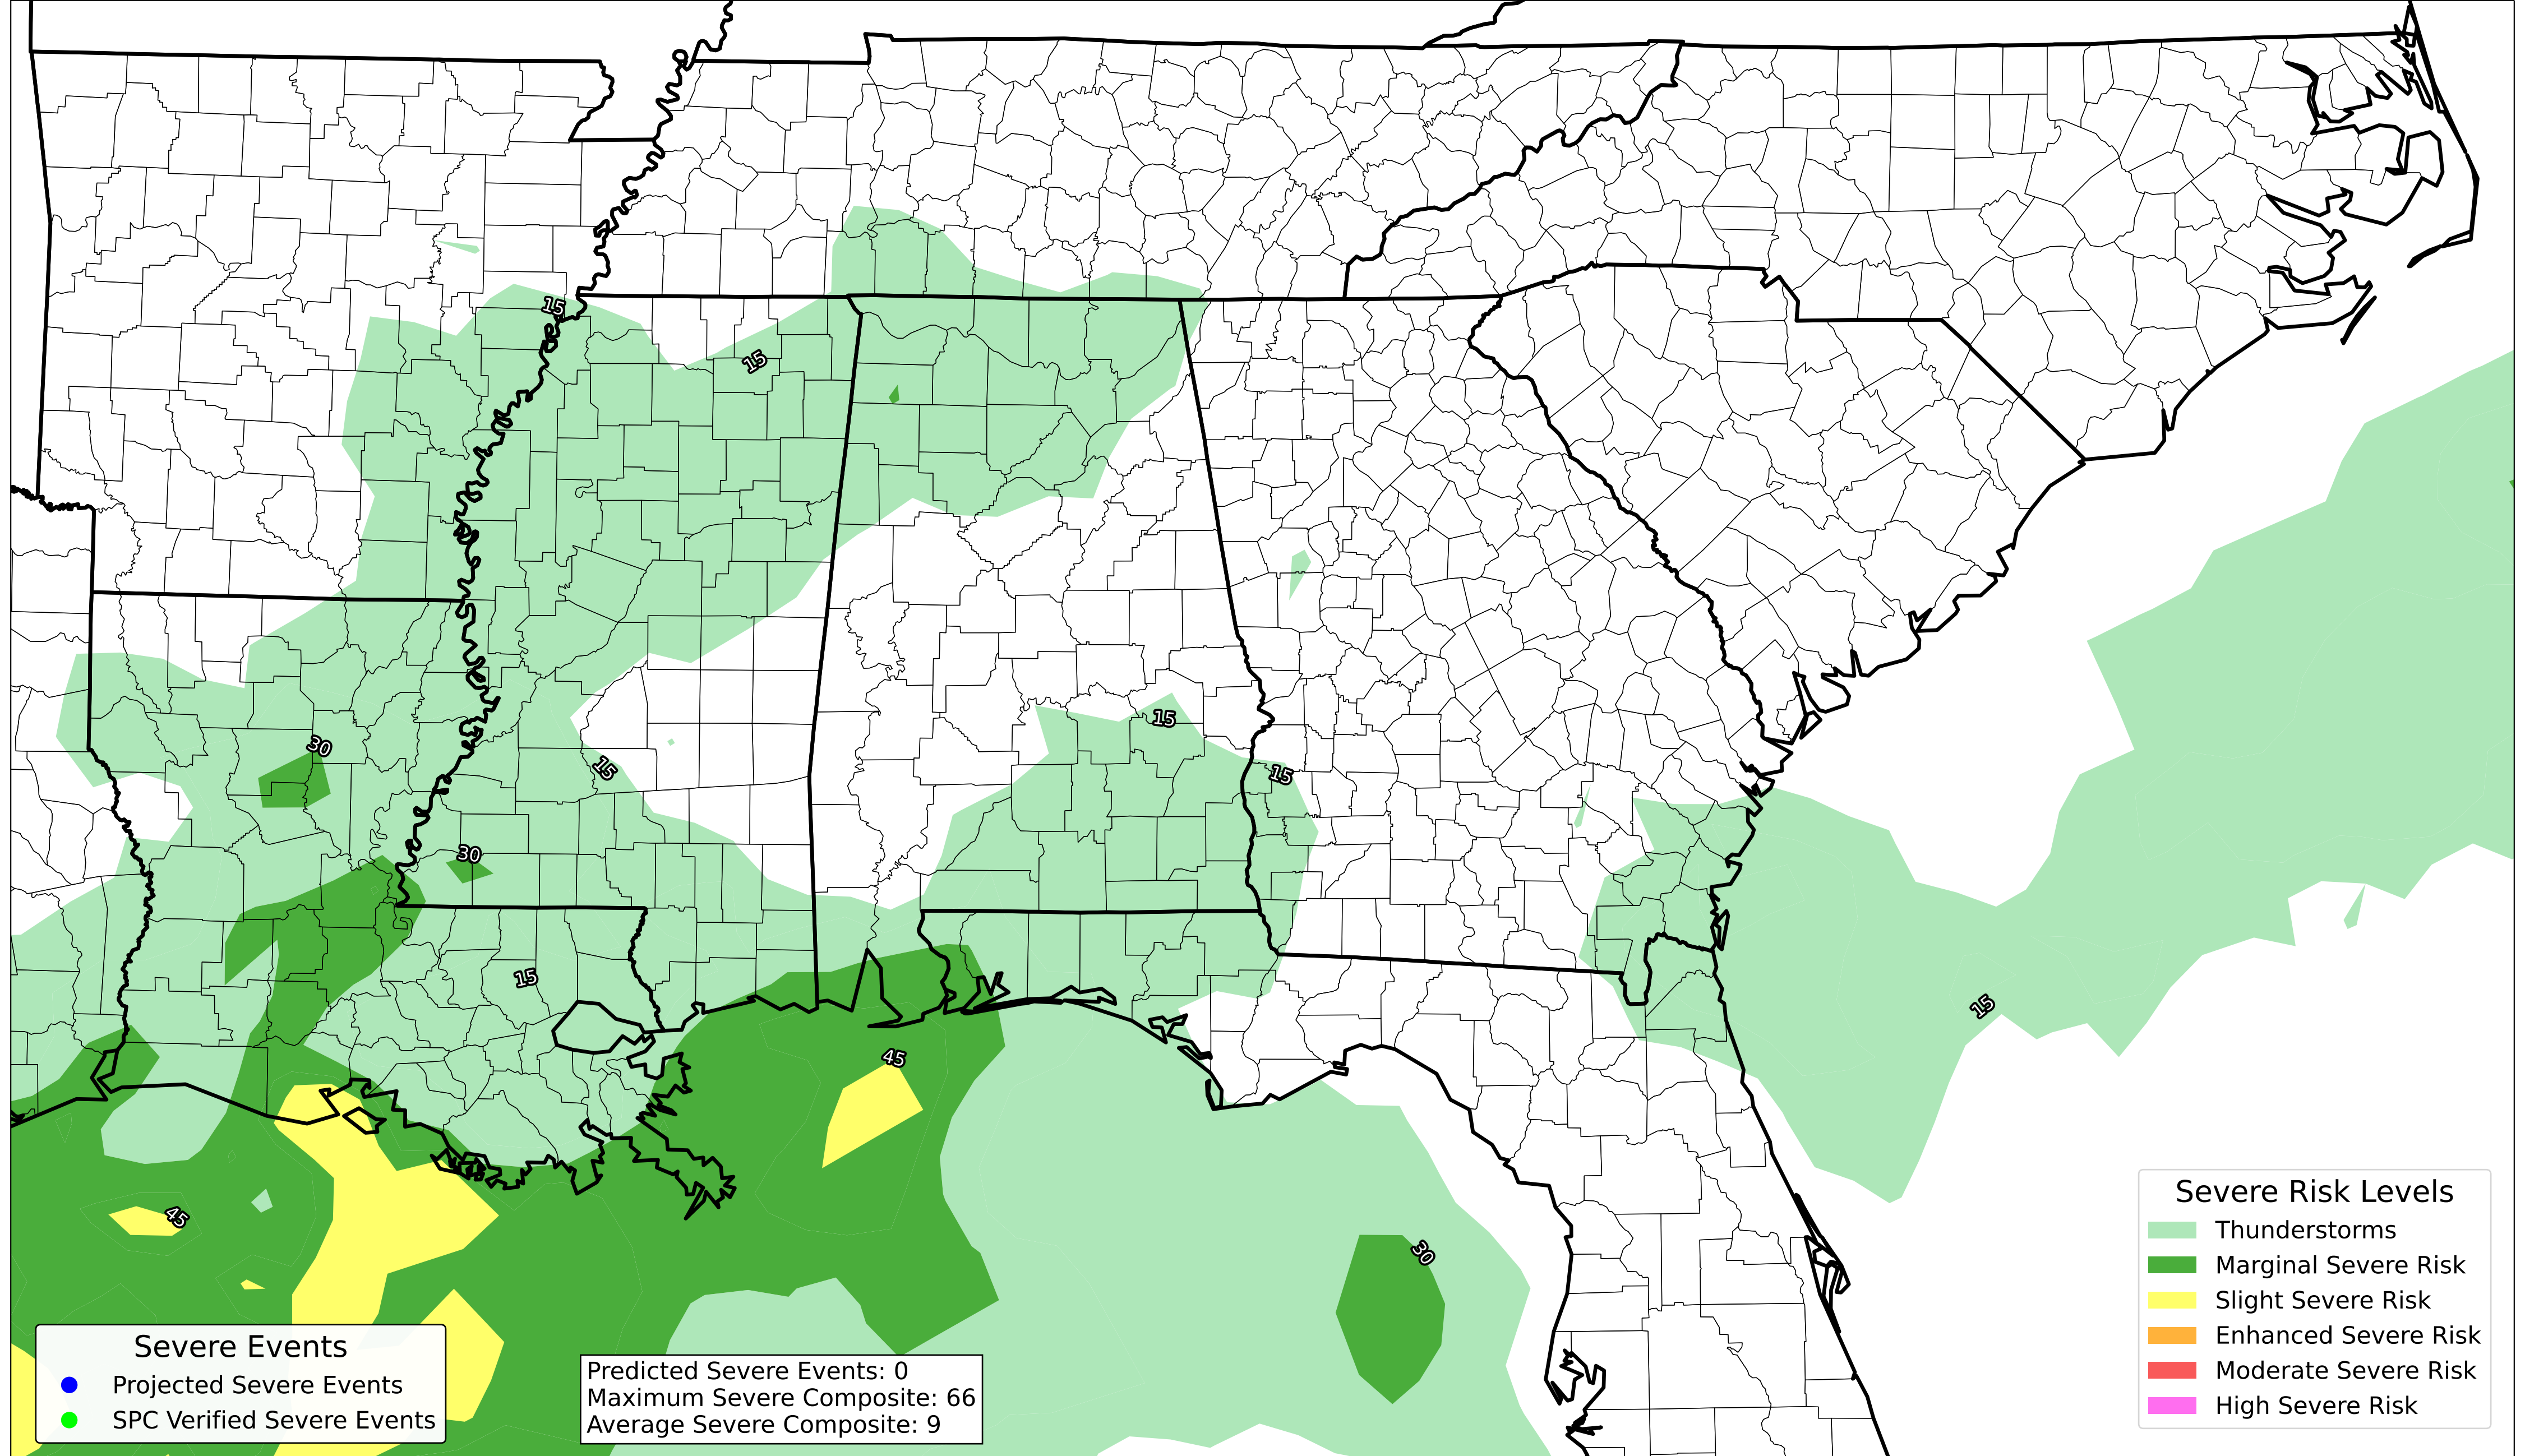 15
15
15
15
30
15
30
15
15
45
45
30
Severe Events
Projected Severe Events
SPC Verified Severe Events
Predicted Severe Events: 0
Maximum Severe Composite: 66
Average Severe Composite: 9
Severe Risk Levels
Thunderstorms
Marginal Severe Risk
Slight Severe Risk
Enhanced Severe Risk
Moderate Severe Risk
High Severe Risk